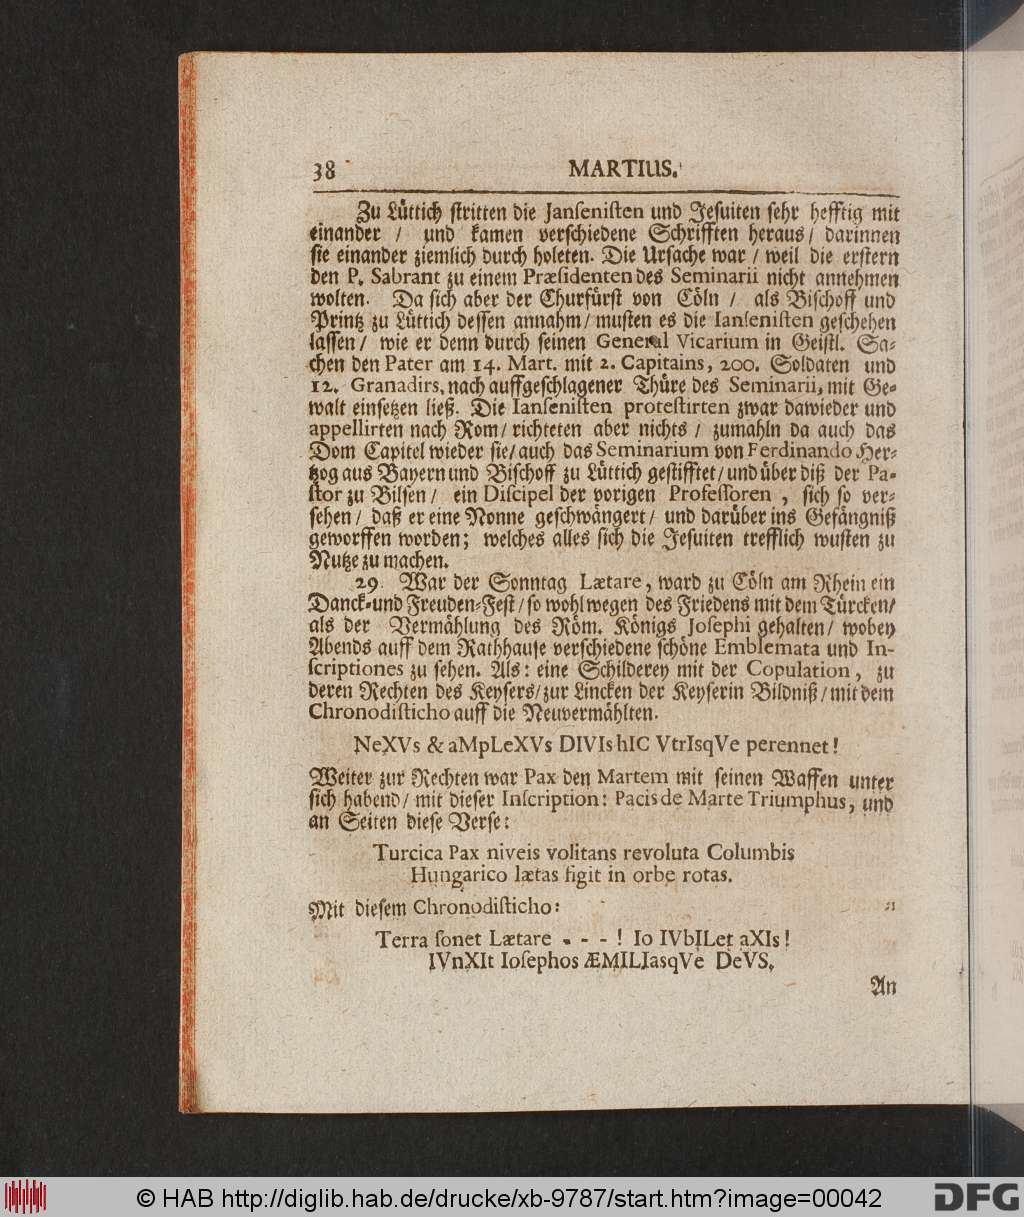 38 MARTIUS.
Zu Lüttich stritten die Janſeniſten und Jeſuiten ſehr hefftig mit
einander / und kamen verſchiedene Schrifften heraus / darinnen
ſie einander ziemlich durch holeten. Die Urſache war / weil die erſtern
den P. Sabrant zu einem Præſidenten des Seminarii nicht annehmen
wolten. Da ſich aber der Churfürſt von Cöln / als Biſchoff und
Printz zu Lüttich deſſen annahm / muſten es die Ianſeniſten geſchehen
laſſen / wie er denn durch ſeinen General Vicarium in Geiſtl. Sa-
chen den Pater am 14. Mart. mit 2. Capitains, 200. Soldaten und
12. Granadirs, nach auffgeſchlagener Thüre des Seminarii, mit Ge-
walt einſetzen ließ. Die Ianſeniſten proteſtirten zwar dawieder und
appellirten nach Rom / richteten aber nichts / zumahln da auch das
Dom Capitel wieder ſie / auch das Seminarium von Ferdinando Her-
tzog aus Bayern und Biſchoff zu Lüttich geſtifftet / und über diß der Pa-
ſtor zu Bilſen / ein Diſcipel der vorigen Profeſſoren , ſich ſo ver-
ſehen / daß er eine Nonne geſchwängert / und darüber ins Gefängniß
geworffen worden; welches alles ſich die Jeſuiten trefflich wuſten zu
Nutze zu machen.
29. War der Sonntag Lætare, ward zu Cöln am Rhein ein
Danck-und Freuden-Feſt / ſo wohl wegen des Friedens mit dem Türcken /
als der Vermählung des Röm. Königs Joſephi gehalten / wobey
Abends auff dem Rathhauſe verſchiedene ſchöne Emblemata und In-
ſcriptiones zu ſehen. Als: eine Schilderey mit der Copulation, zu
deren Rechten des Keyſers / zur Lincken der Keyſerin Bildniß / mit dem
Chronodiſticho auff die Neuvermählten.
NeXVs & aMpLeXVs DIVIs hIC VtrIsqVe perennet!
Weiter zur Rechten war Pax den Martem mit ſeinen Waffen unter
ſich habend / mit dieſer Inſcription: Pacis de Marte Triumphus, und
an Seiten dieſe Verſe:
Turcica Pax niveis volitans revoluta Columbis
Hungarico lætas figit in orbe rotas.
Mit dieſem Chronodiſticho:
Terra ſonet Lætare - - - ! Io IVbILet aXIs!
IVnXIt Ioſephos ÆMILIasqVe DeVS.
An
© HAB http://diglib.hab.de/drucke/xb-9787/start.htm?image=00042
DFG